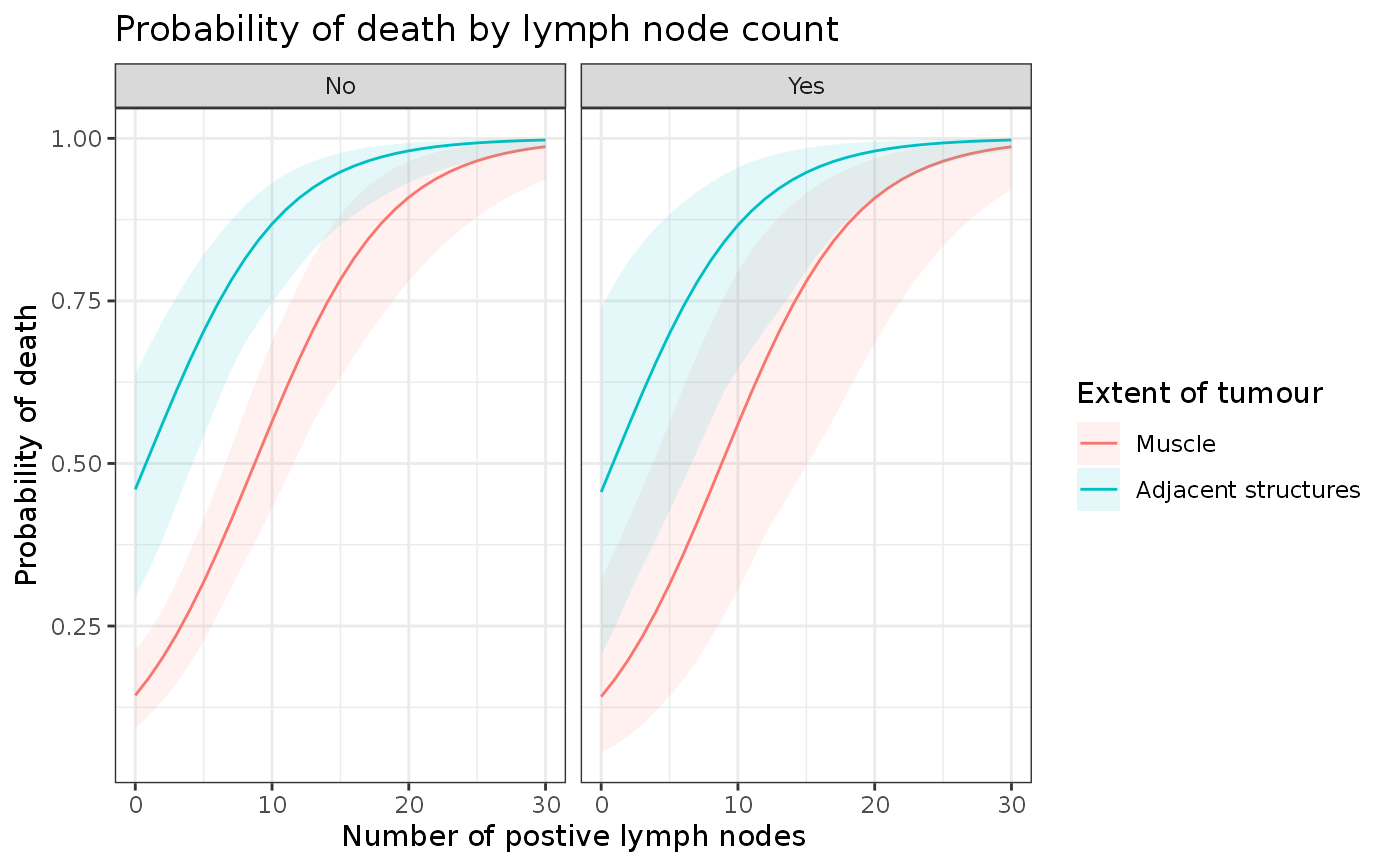 Probability of death by lymph node count
No
Yes
1.00
0.75
0.50
0.25
Probability of death
0 10 20 30
0 10 20 30
Number of postive lymph nodes
Extent of tumour
Muscle
Adjacent structures